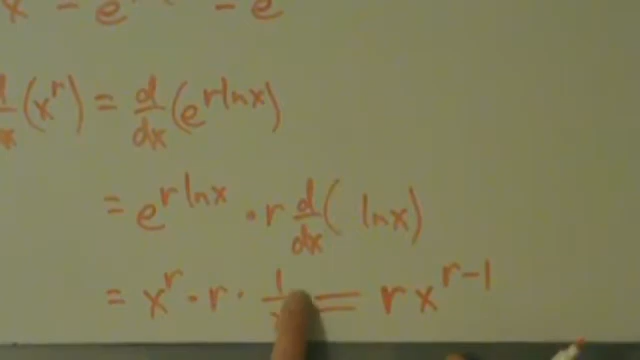 x = e - e
d/dx (x^r) = d/dx (e^{r ln x})
= e^{r ln x} · r d/dx ( ln x)
= x^r · r · 1/x = r x^{r-1}